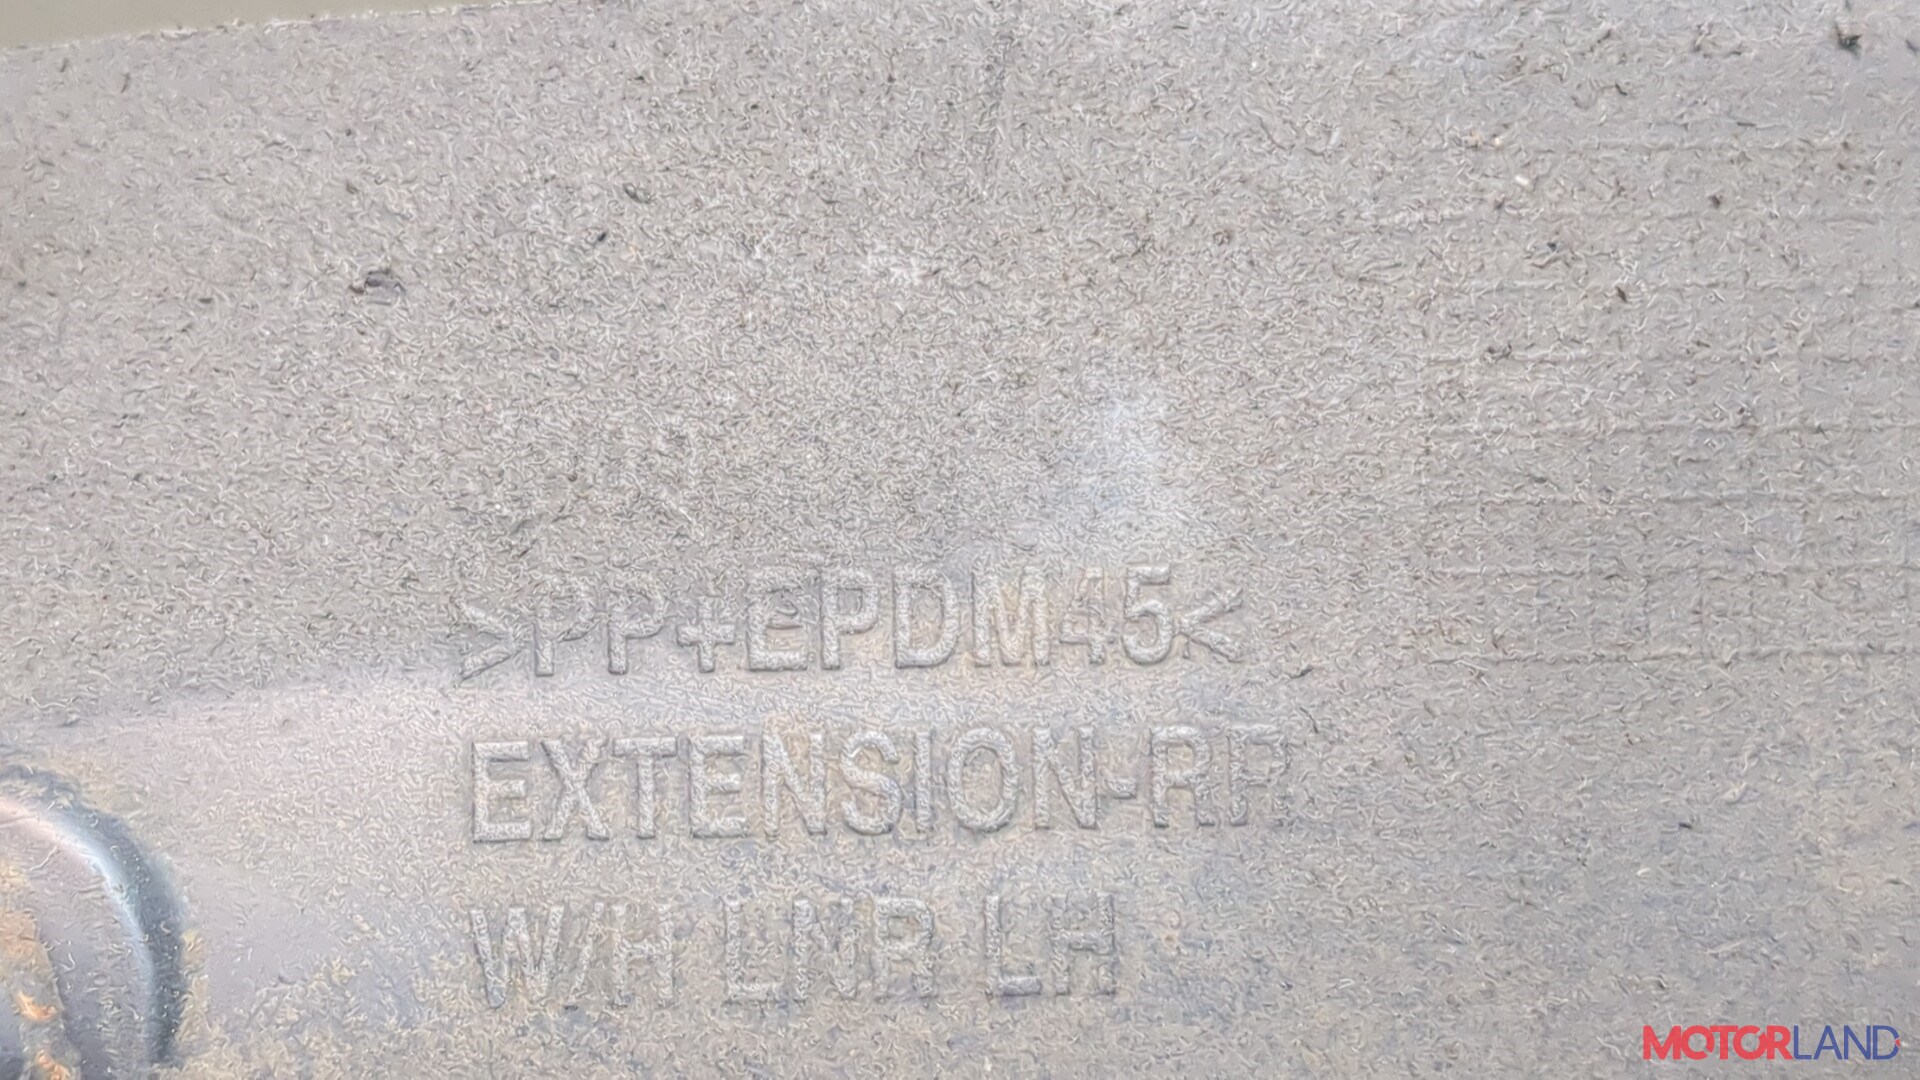 >PP+EPDM45<
EXTENSION-RR
W/H LNR LH
MOTORLAND